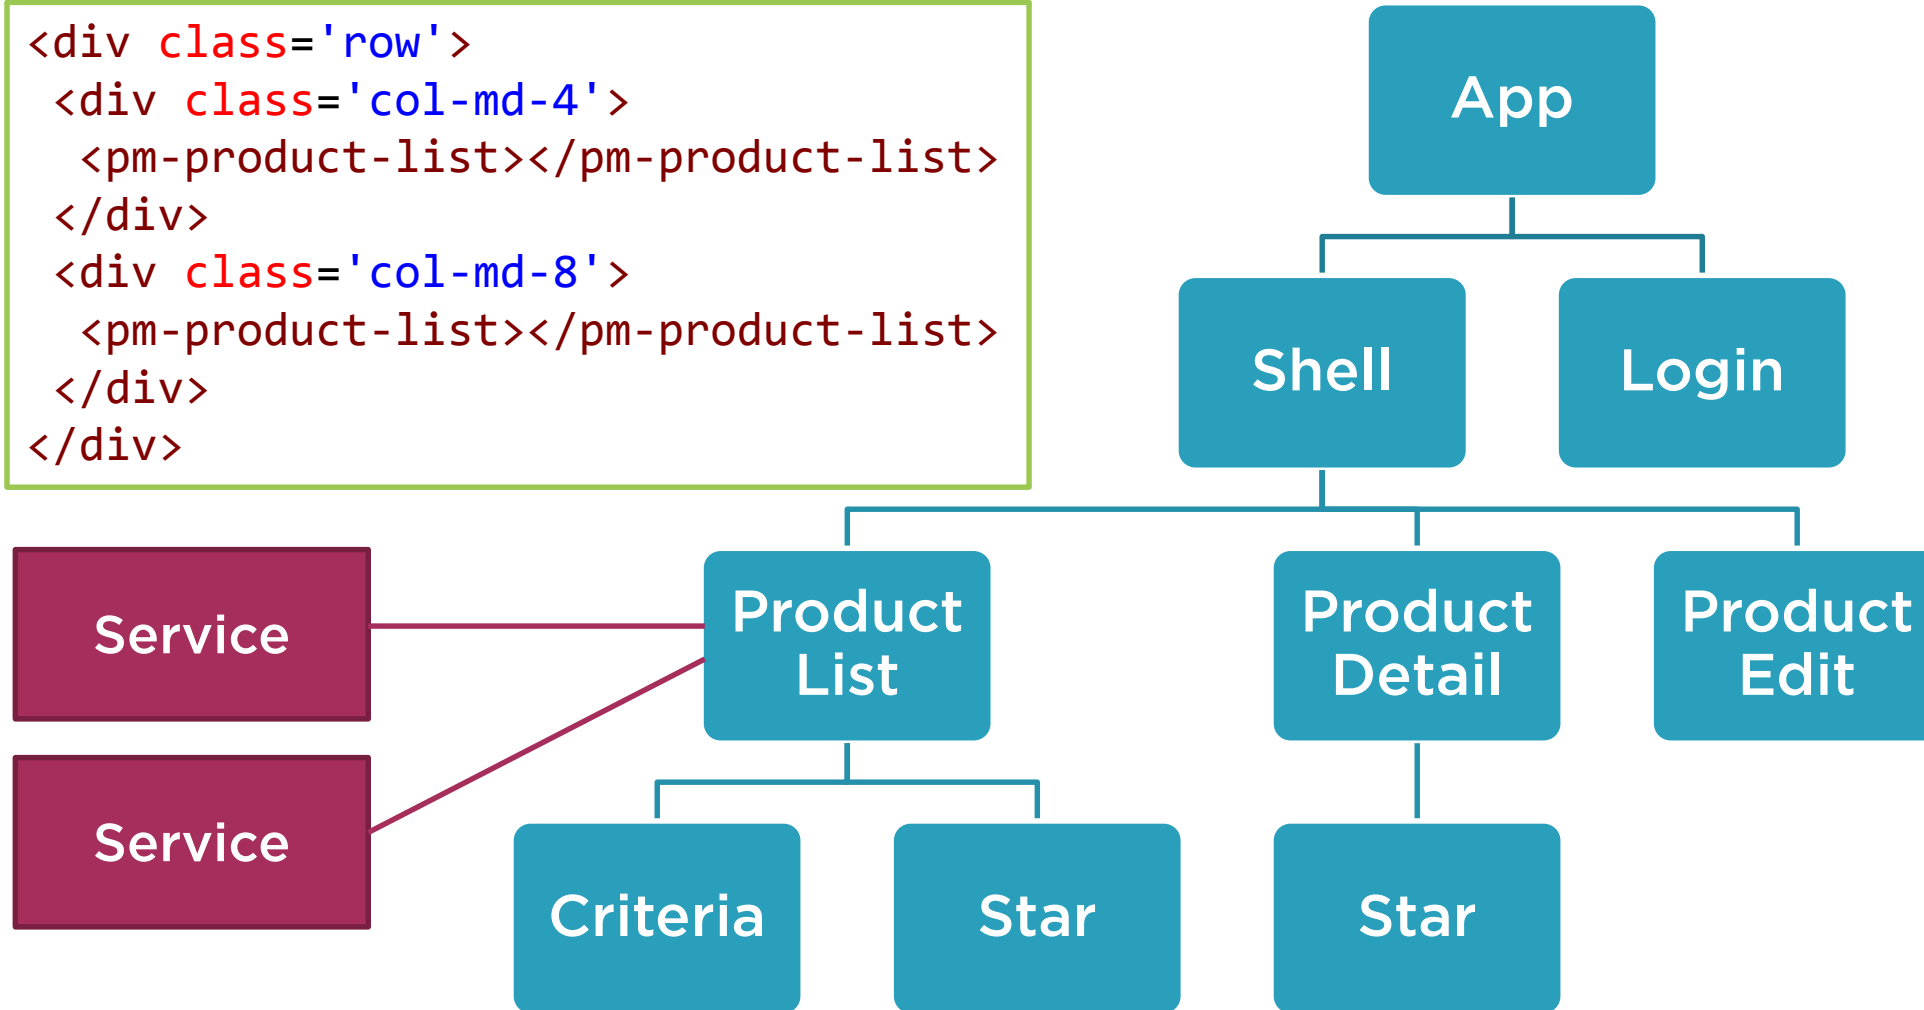 <div class='row'>
 <div class='col-md-4'>
  <pm-product-list></pm-product-list>
 </div>
 <div class='col-md-8'>
  <pm-product-list></pm-product-list>
 </div>
</div>
App
Shell
Login
Service
Product
List
Product
Detail
Product
Edit
Service
Criteria
Star
Star